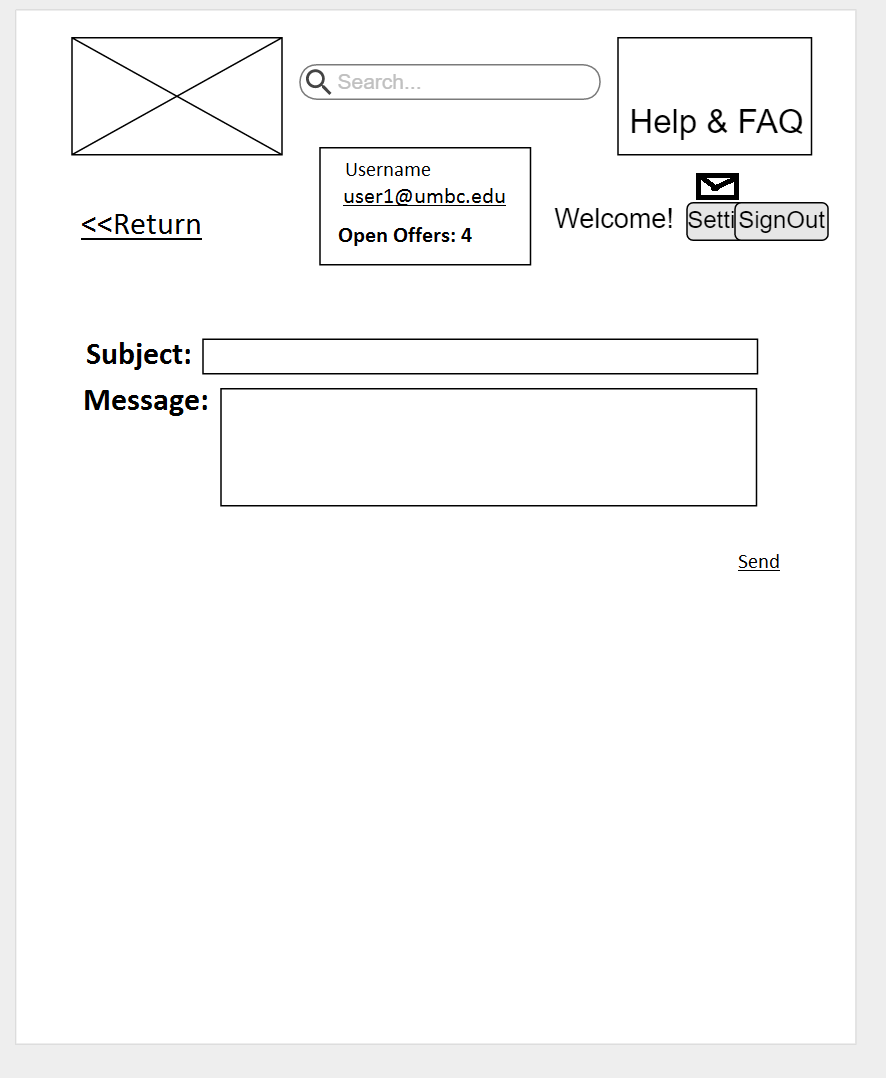 Search...
Help & FAQ
Username
user1@umbc.edu
Open Offers: 4
<<Return
Welcome!
Setti
SignOut
Subject:
Message:
Send